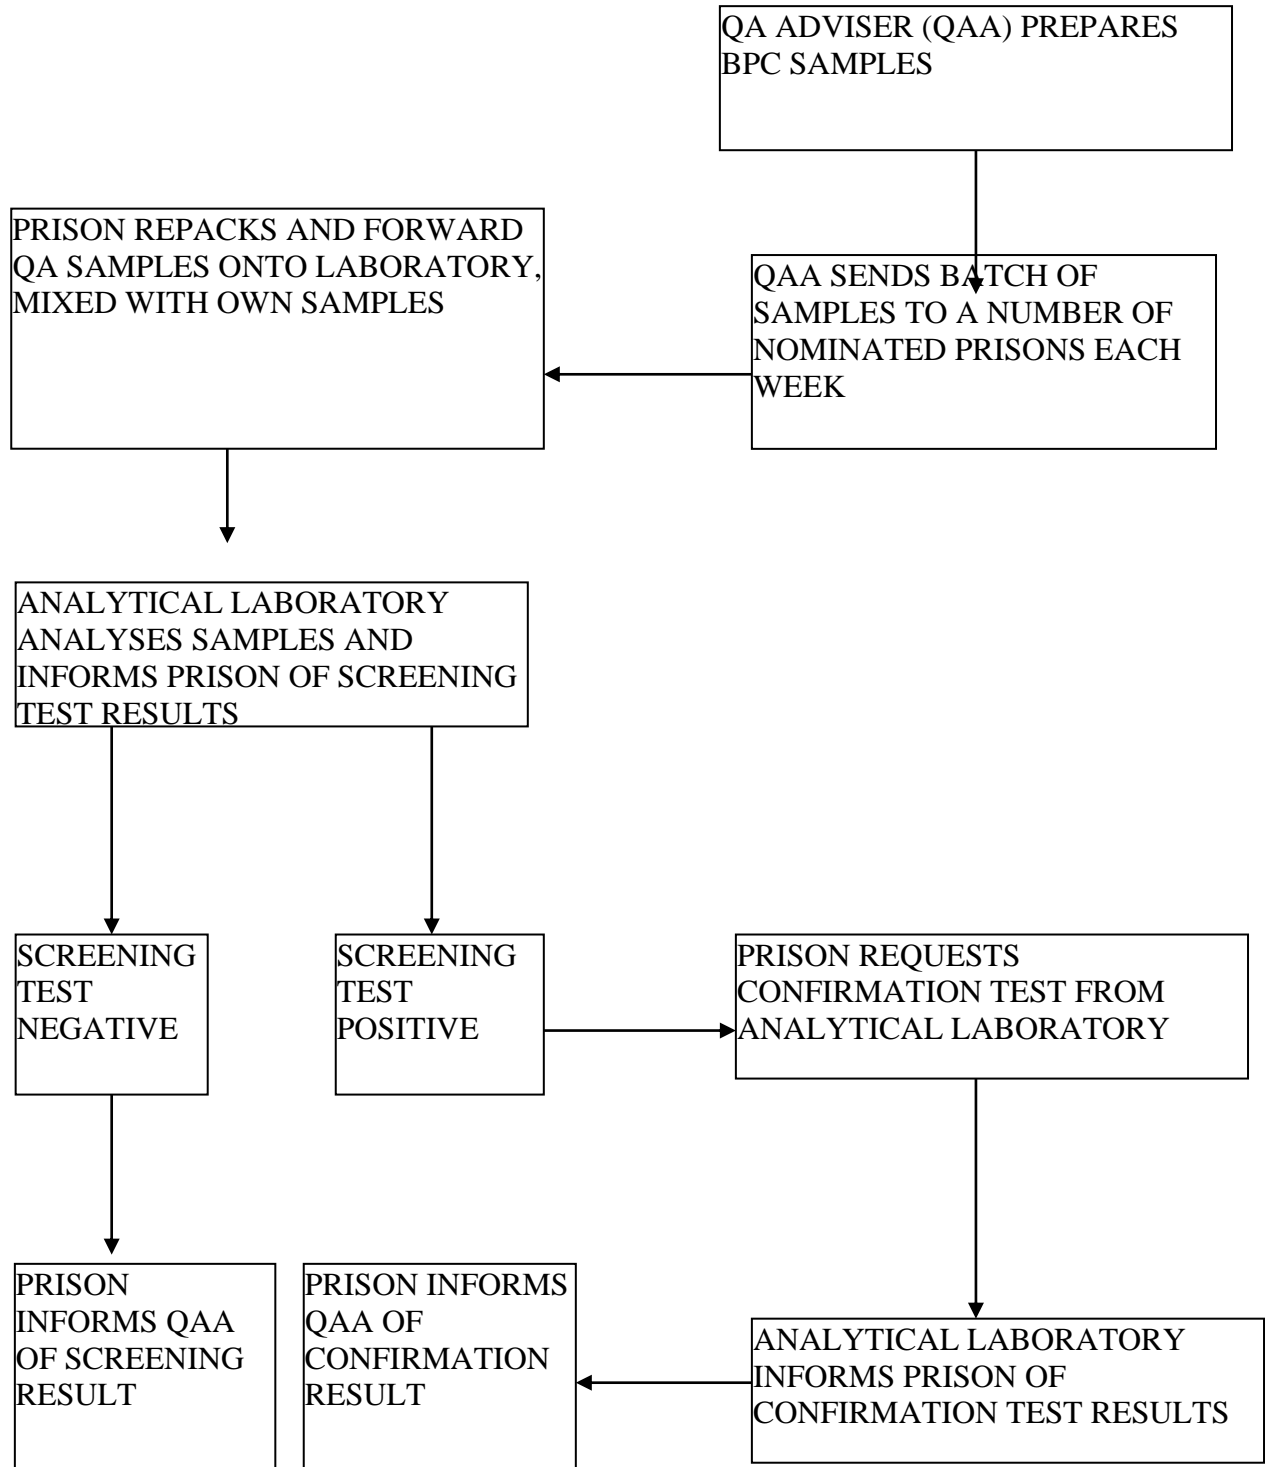 QA ADVISER (QAA) PREPARES
BPC SAMPLES
PRISON REPACKS AND FORWARD
QA SAMPLES ONTO LABORATORY,
MIXED WITH OWN SAMPLES
QAA SENDS BATCH OF
SAMPLES TO A NUMBER OF
NOMINATED PRISONS EACH
WEEK
ANALYTICAL LABORATORY
ANALYSES SAMPLES AND
INFORMS PRISON OF SCREENING
TEST RESULTS
SCREENING
TEST
NEGATIVE
SCREENING
TEST
POSITIVE
PRISON REQUESTS
CONFIRMATION TEST FROM
ANALYTICAL LABORATORY
PRISON
INFORMS QAA
OF SCREENING
RESULT
PRISON INFORMS
QAA OF
CONFIRMATION
RESULT
ANALYTICAL LABORATORY
INFORMS PRISON OF
CONFIRMATION TEST RESULTS